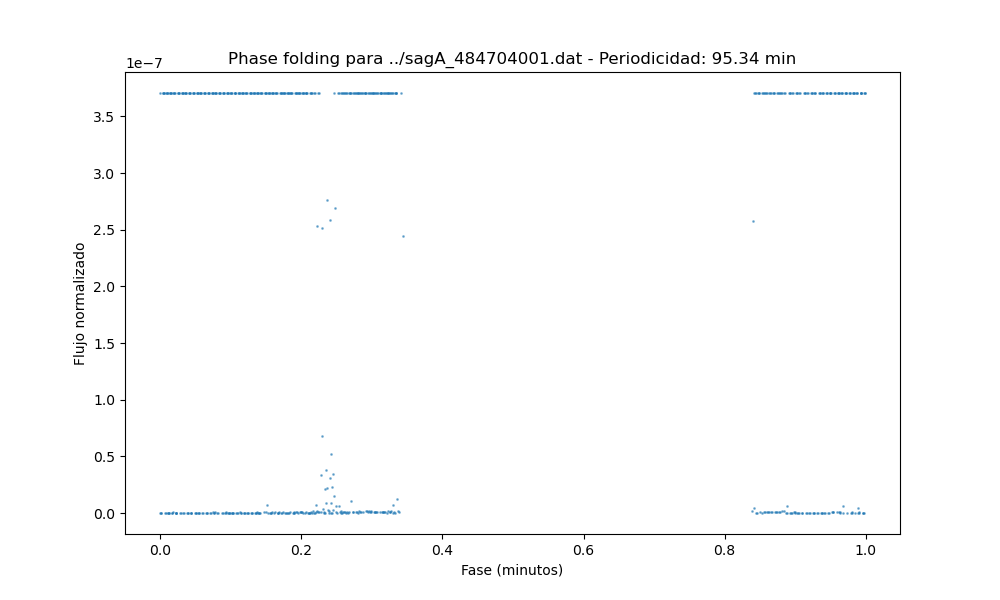 Phase folding para ../sagA_484704001.dat - Periodicidad: 95.34 min
1e−7
3.5
3.0
2.5
2.0
1.5
1.0
0.5
0.0
Flujo normalizado
0.0 0.2 0.4 0.6 0.8 1.0
Fase (minutos)